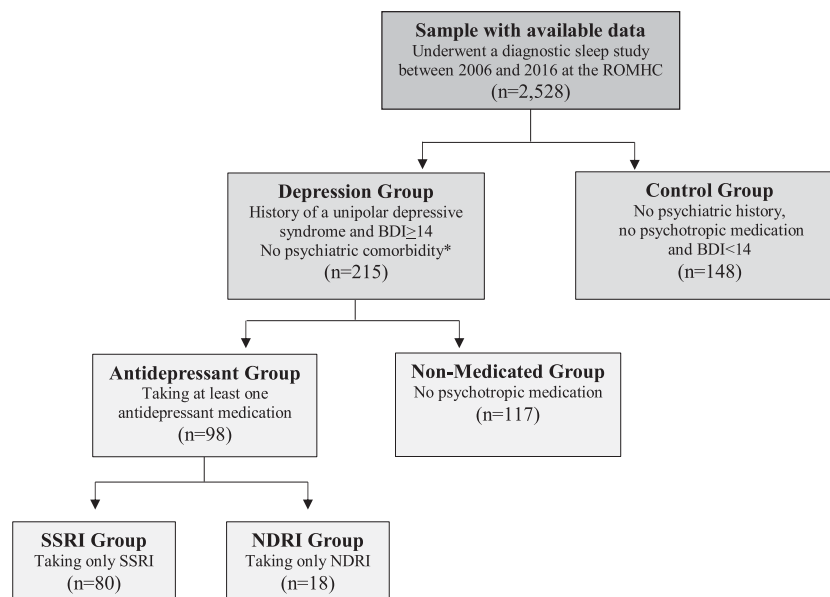 Sample with available data
Underwent a diagnostic sleep study
between 2006 and 2016 at the ROMHC
(n=2,528)
Depression Group
History of a unipolar depressive
syndrome and BDI≥14
No psychiatric comorbidity*
(n=215)
Control Group
No psychiatric history,
no psychotropic medication
and BDI<14
(n=148)
Antidepressant Group
Taking at least one
antidepressant medication
(n=98)
Non-Medicated Group
No psychotropic medication
(n=117)
SSRI Group
Taking only SSRI
(n=80)
NDRI Group
Taking only NDRI
(n=18)